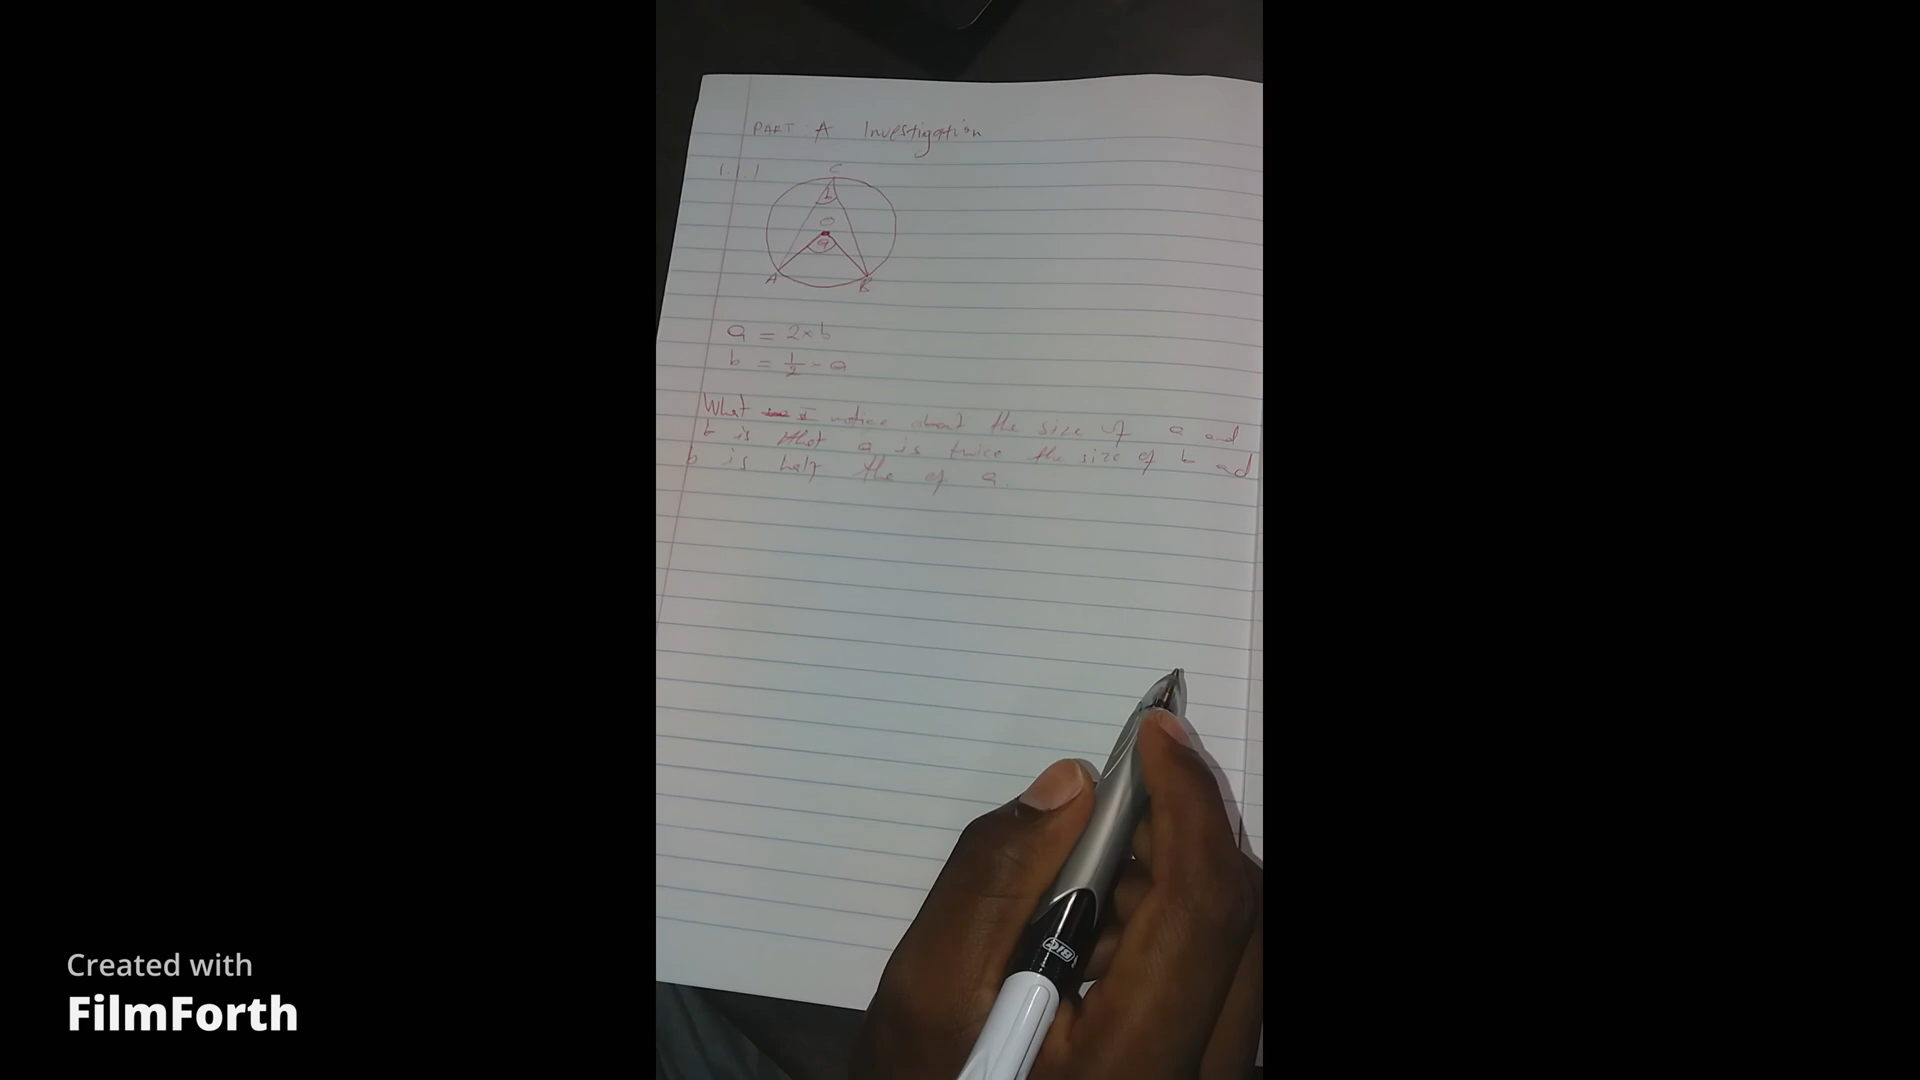 PART A Investigation
1.1.1
C
O
a
A
B
a = 2 × b
b = 1/2 - a
What I notice about the size of a and
b is that a is twice the size of b ad
b is half the of a.
BIC
Created with
FilmForth